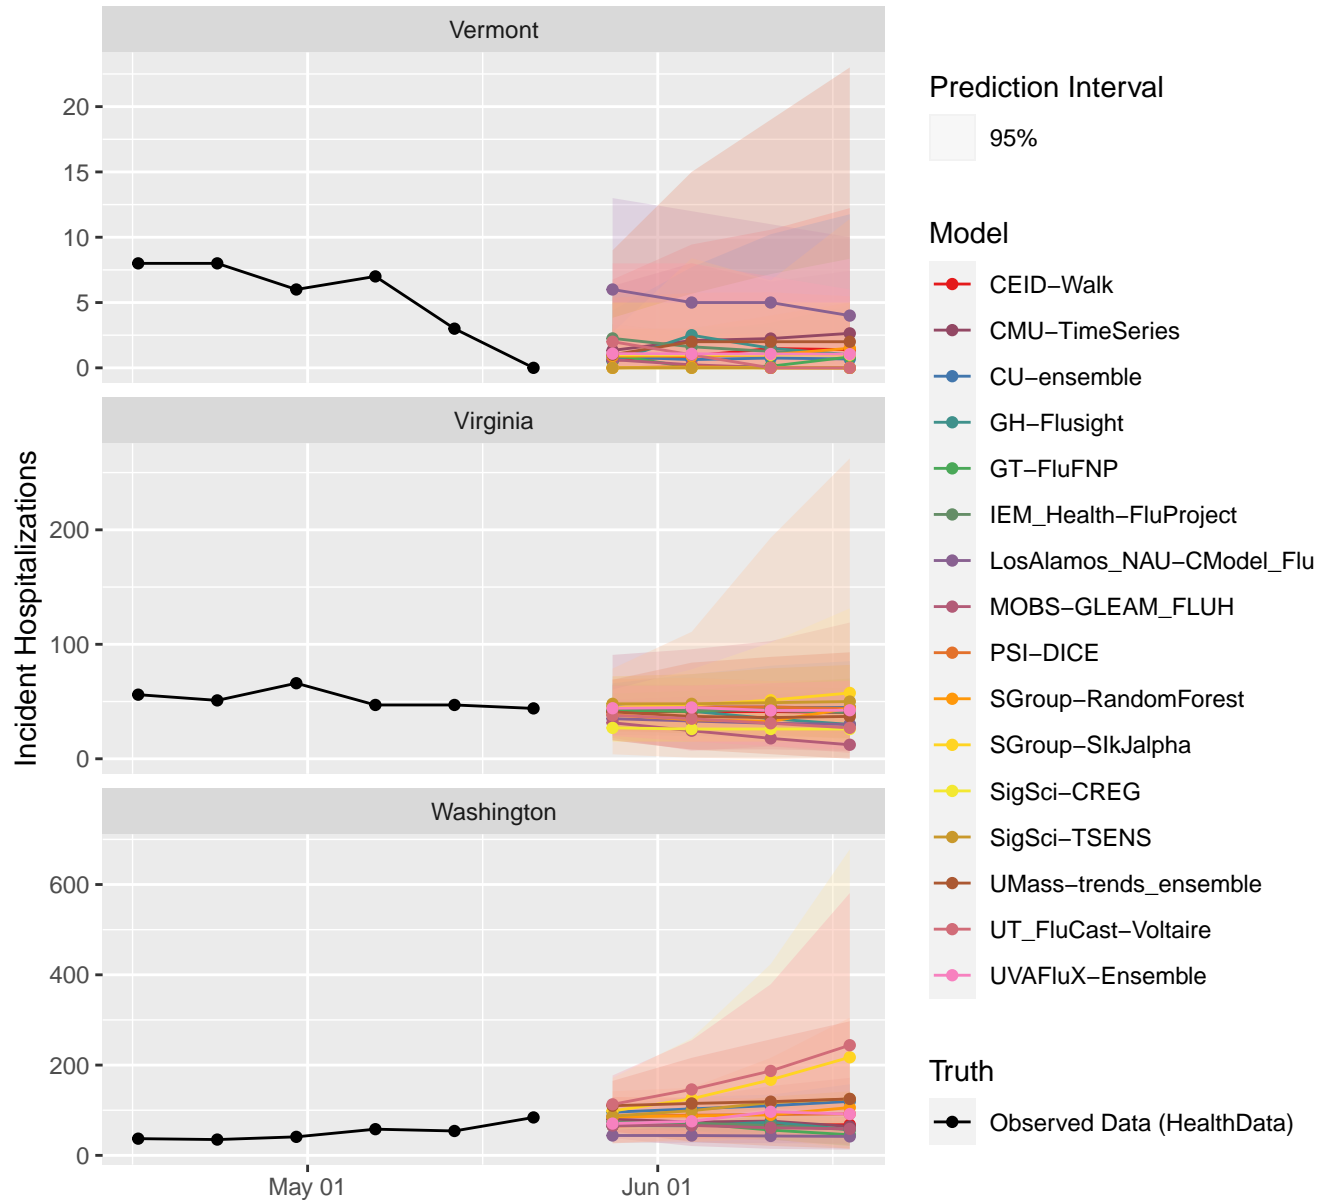 Vermont
20
15
10
5
0
Virginia
200
100
0
Washington
600
400
200
0
May 01
Jun 01
Incident Hospitalizations
Prediction Interval
95%
Model
CEID−Walk
CMU−TimeSeries
CU−ensemble
GH−Flusight
GT−FluFNP
IEM_Health−FluProject
LosAlamos_NAU−CModel_Flu
MOBS−GLEAM_FLUH
PSI−DICE
SGroup−RandomForest
SGroup−SIkJalpha
SigSci−CREG
SigSci−TSENS
UMass−trends_ensemble
UT_FluCast−Voltaire
UVAFluX−Ensemble
Truth
Observed Data (HealthData)